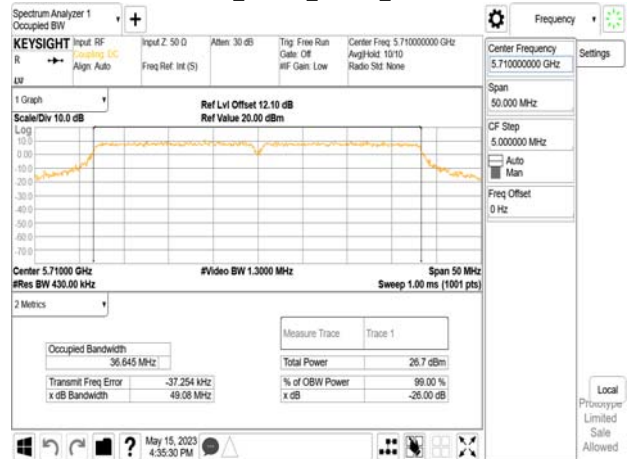 Spectrum Analyzer 1
Occupied BW
Frequency
KEYSIGHT Input: RF Input Z: 50 Ω Atten: 30 dB Trig: Free Run Center Freq: 5.710000000 GHz
R Coupling: DC Gate: Off Avg|Hold: 10/10
Align: Auto Freq Ref: Int (S) #IF Gain: Low Radio Std: None
LVI
Center Frequency
5.710000000 GHz
Settings
Span
50.000 MHz
CF Step
5.000000 MHz
Auto
Man
Freq Offset
0 Hz
1 Graph
Ref Lvl Offset 12.10 dB
Scale/Div 10.0 dB Ref Value 20.00 dBm
Log
10.0
0.00
-10.0
-20.0
-30.0
-40.0
-50.0
-60.0
-70.0
Center 5.71000 GHz #Video BW 1.3000 MHz Span 50 MHz
#Res BW 430.00 kHz Sweep 1.00 ms (1001 pts)
2 Metrics
Measure Trace Trace 1
Occupied Bandwidth
36.645 MHz
Total Power 26.7 dBm
Transmit Freq Error -37.254 kHz % of OBW Power 99.00 %
x dB Bandwidth 49.08 MHz x dB -26.00 dB
Local
Prototype
Limited
Sale
Allowed
May 15, 2023
4:35:30 PM